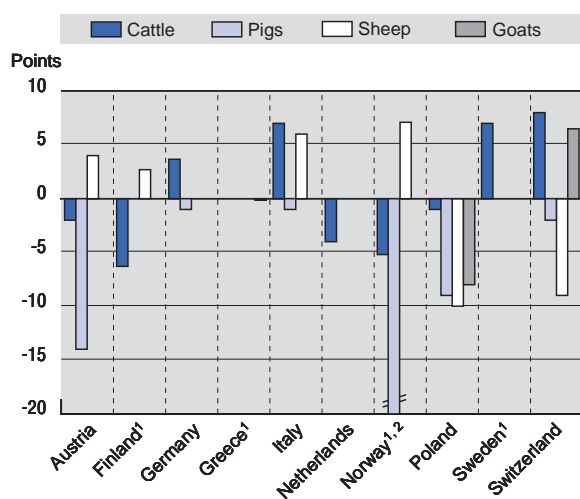 Cattle Pigs Sheep Goats
Points
10
5
0
-5
-10
-15
-20
Austria
Finland¹
Germany
Greece¹
Italy
Netherlands
Norway¹,²
Poland
Sweden¹
Switzerland